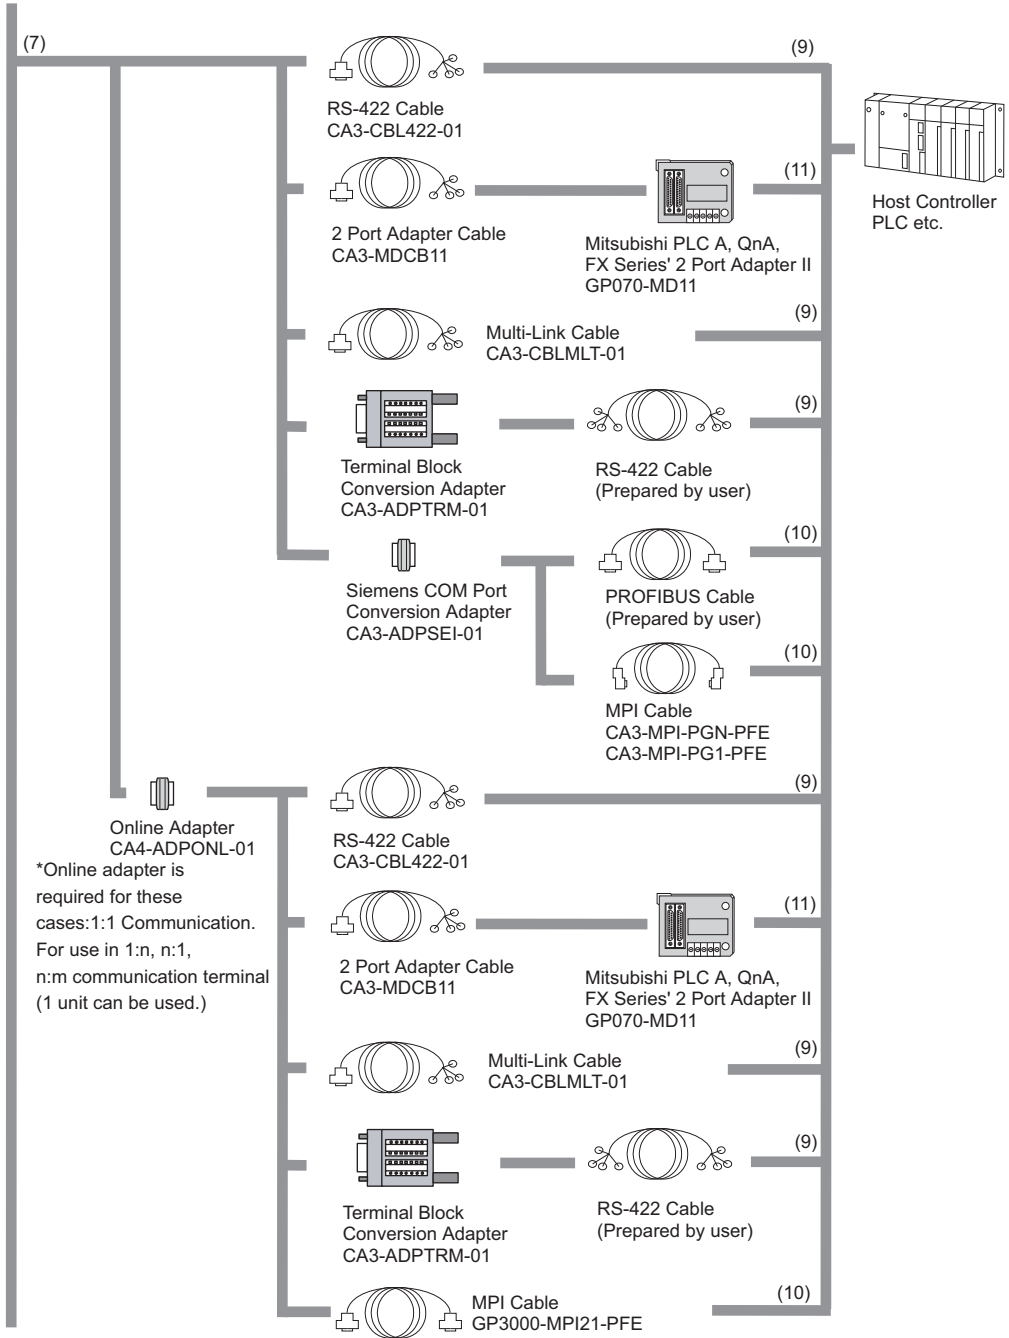 (7)
(9)
RS-422 Cable
CA3-CBL422-01
Host Controller
PLC etc.
(11)
2 Port Adapter Cable
CA3-MDCB11
Mitsubishi PLC A, QnA,
FX Series' 2 Port Adapter II
GP070-MD11
(9)
Multi-Link Cable
CA3-CBLMLT-01
(9)
Terminal Block
Conversion Adapter
CA3-ADPTRM-01
RS-422 Cable
(Prepared by user)
(10)
Siemens COM Port
Conversion Adapter
CA3-ADPSEI-01
PROFIBUS Cable
(Prepared by user)
(10)
MPI Cable
CA3-MPI-PGN-PFE
CA3-MPI-PG1-PFE
(9)
Online Adapter
CA4-ADPONL-01
*Online adapter is
required for these
cases:1:1 Communication.
For use in 1:n, n:1,
n:m communication terminal
(1 unit can be used.)
RS-422 Cable
CA3-CBL422-01
(11)
2 Port Adapter Cable
CA3-MDCB11
Mitsubishi PLC A, QnA,
FX Series' 2 Port Adapter II
GP070-MD11
(9)
Multi-Link Cable
CA3-CBLMLT-01
(9)
Terminal Block
Conversion Adapter
CA3-ADPTRM-01
RS-422 Cable
(Prepared by user)
(10)
MPI Cable
GP3000-MPI21-PFE